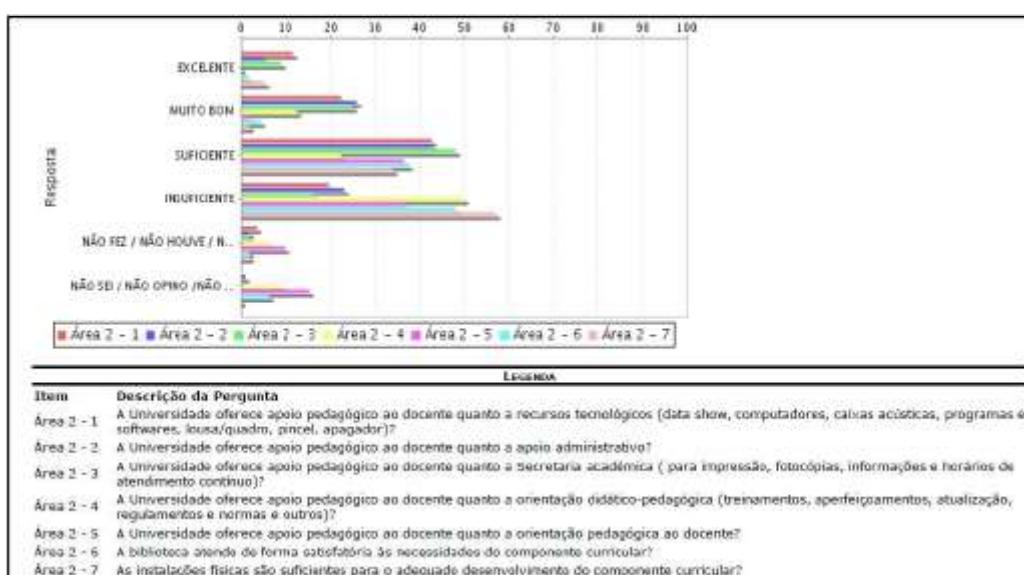 0 10 20 30 40 50 60 70 80 90 100
Resposta
EXCELENTE
MUITO BOM
SUFICIENTE
INSUFICIENTE
NÃO FEZ / NÃO HOUVE / N...
NÃO SEI / NÃO OPINO /NÃO ...
Área 2 - 1 Área 2 - 2 Área 2 - 3 Área 2 - 4 Área 2 - 5 Área 2 - 6 Área 2 - 7
LEGENDA
Item Descrição da Pergunta
Área 2 - 1 A Universidade oferece apoio pedagógico ao docente quanto a recursos tecnológicos (data show, computadores, caixas acústicas, programas e
softwares, lousa/quadro, pincel, apagador)?
Área 2 - 2 A Universidade oferece apoio pedagógico ao docente quanto a apoio administrativo?
Área 2 - 3 A Universidade oferece apoio pedagógico ao docente quanto a Secretaria acadêmica ( para impressão, fotocópias, informações e horários de
atendimento contínuo)?
Área 2 - 4 A Universidade oferece apoio pedagógico ao docente quanto a orientação didático-pedagógica (treinamentos, aperfeiçoamentos, atualização,
regulamentos e normas e outros)?
Área 2 - 5 A Universidade oferece apoio pedagógico ao docente quanto a orientação pedagógica ao docente?
Área 2 - 6 A biblioteca atende de forma satisfatória às necessidades do componente curricular?
Área 2 - 7 As instalações físicas são suficientes para o adequado desenvolvimento do componente curricular?